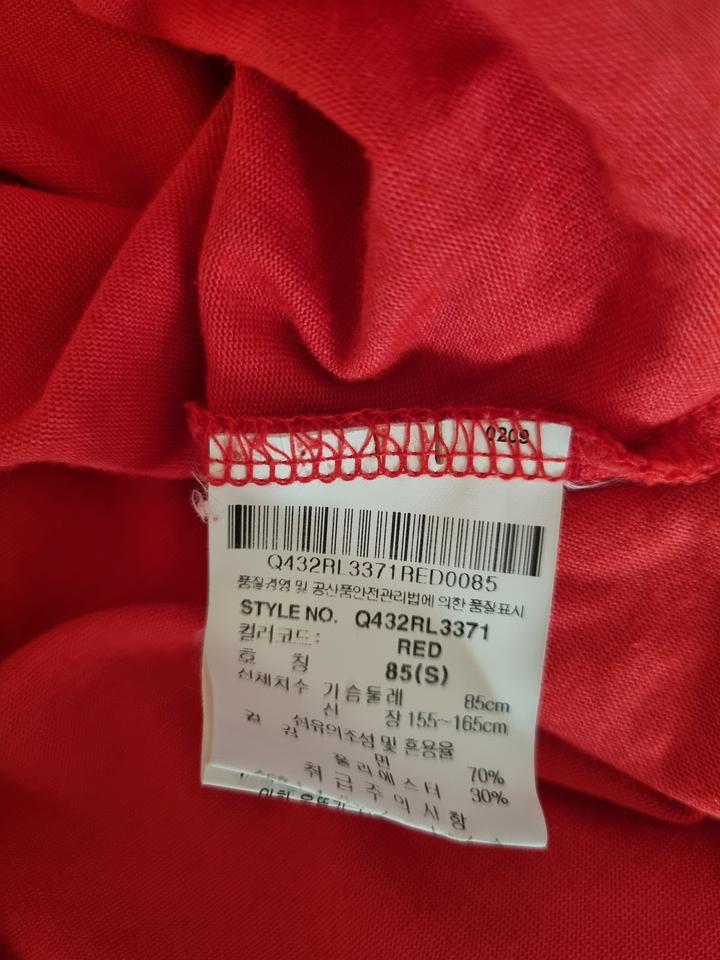 0209
Q432RL3371RED0085
품질경영 및 공산품안전관리법에 의한 품질표시
STYLE NO. Q432RL3371
컬러코드: RED
호 칭 85(S)
신체치수 가슴둘레 85cm
신 장 155~165cm
겉 감 섬유의조성 및 혼용율
면 70%
폴리에스터 30%
취급주의사항